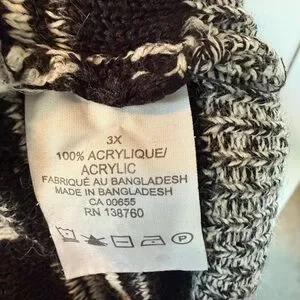 3X
100% ACRYLIQUE/
ACRYLIC
FABRIQUÉ AU BANGLADESH
MADE IN BANGLADESH
CA 00655
RN 138760
P